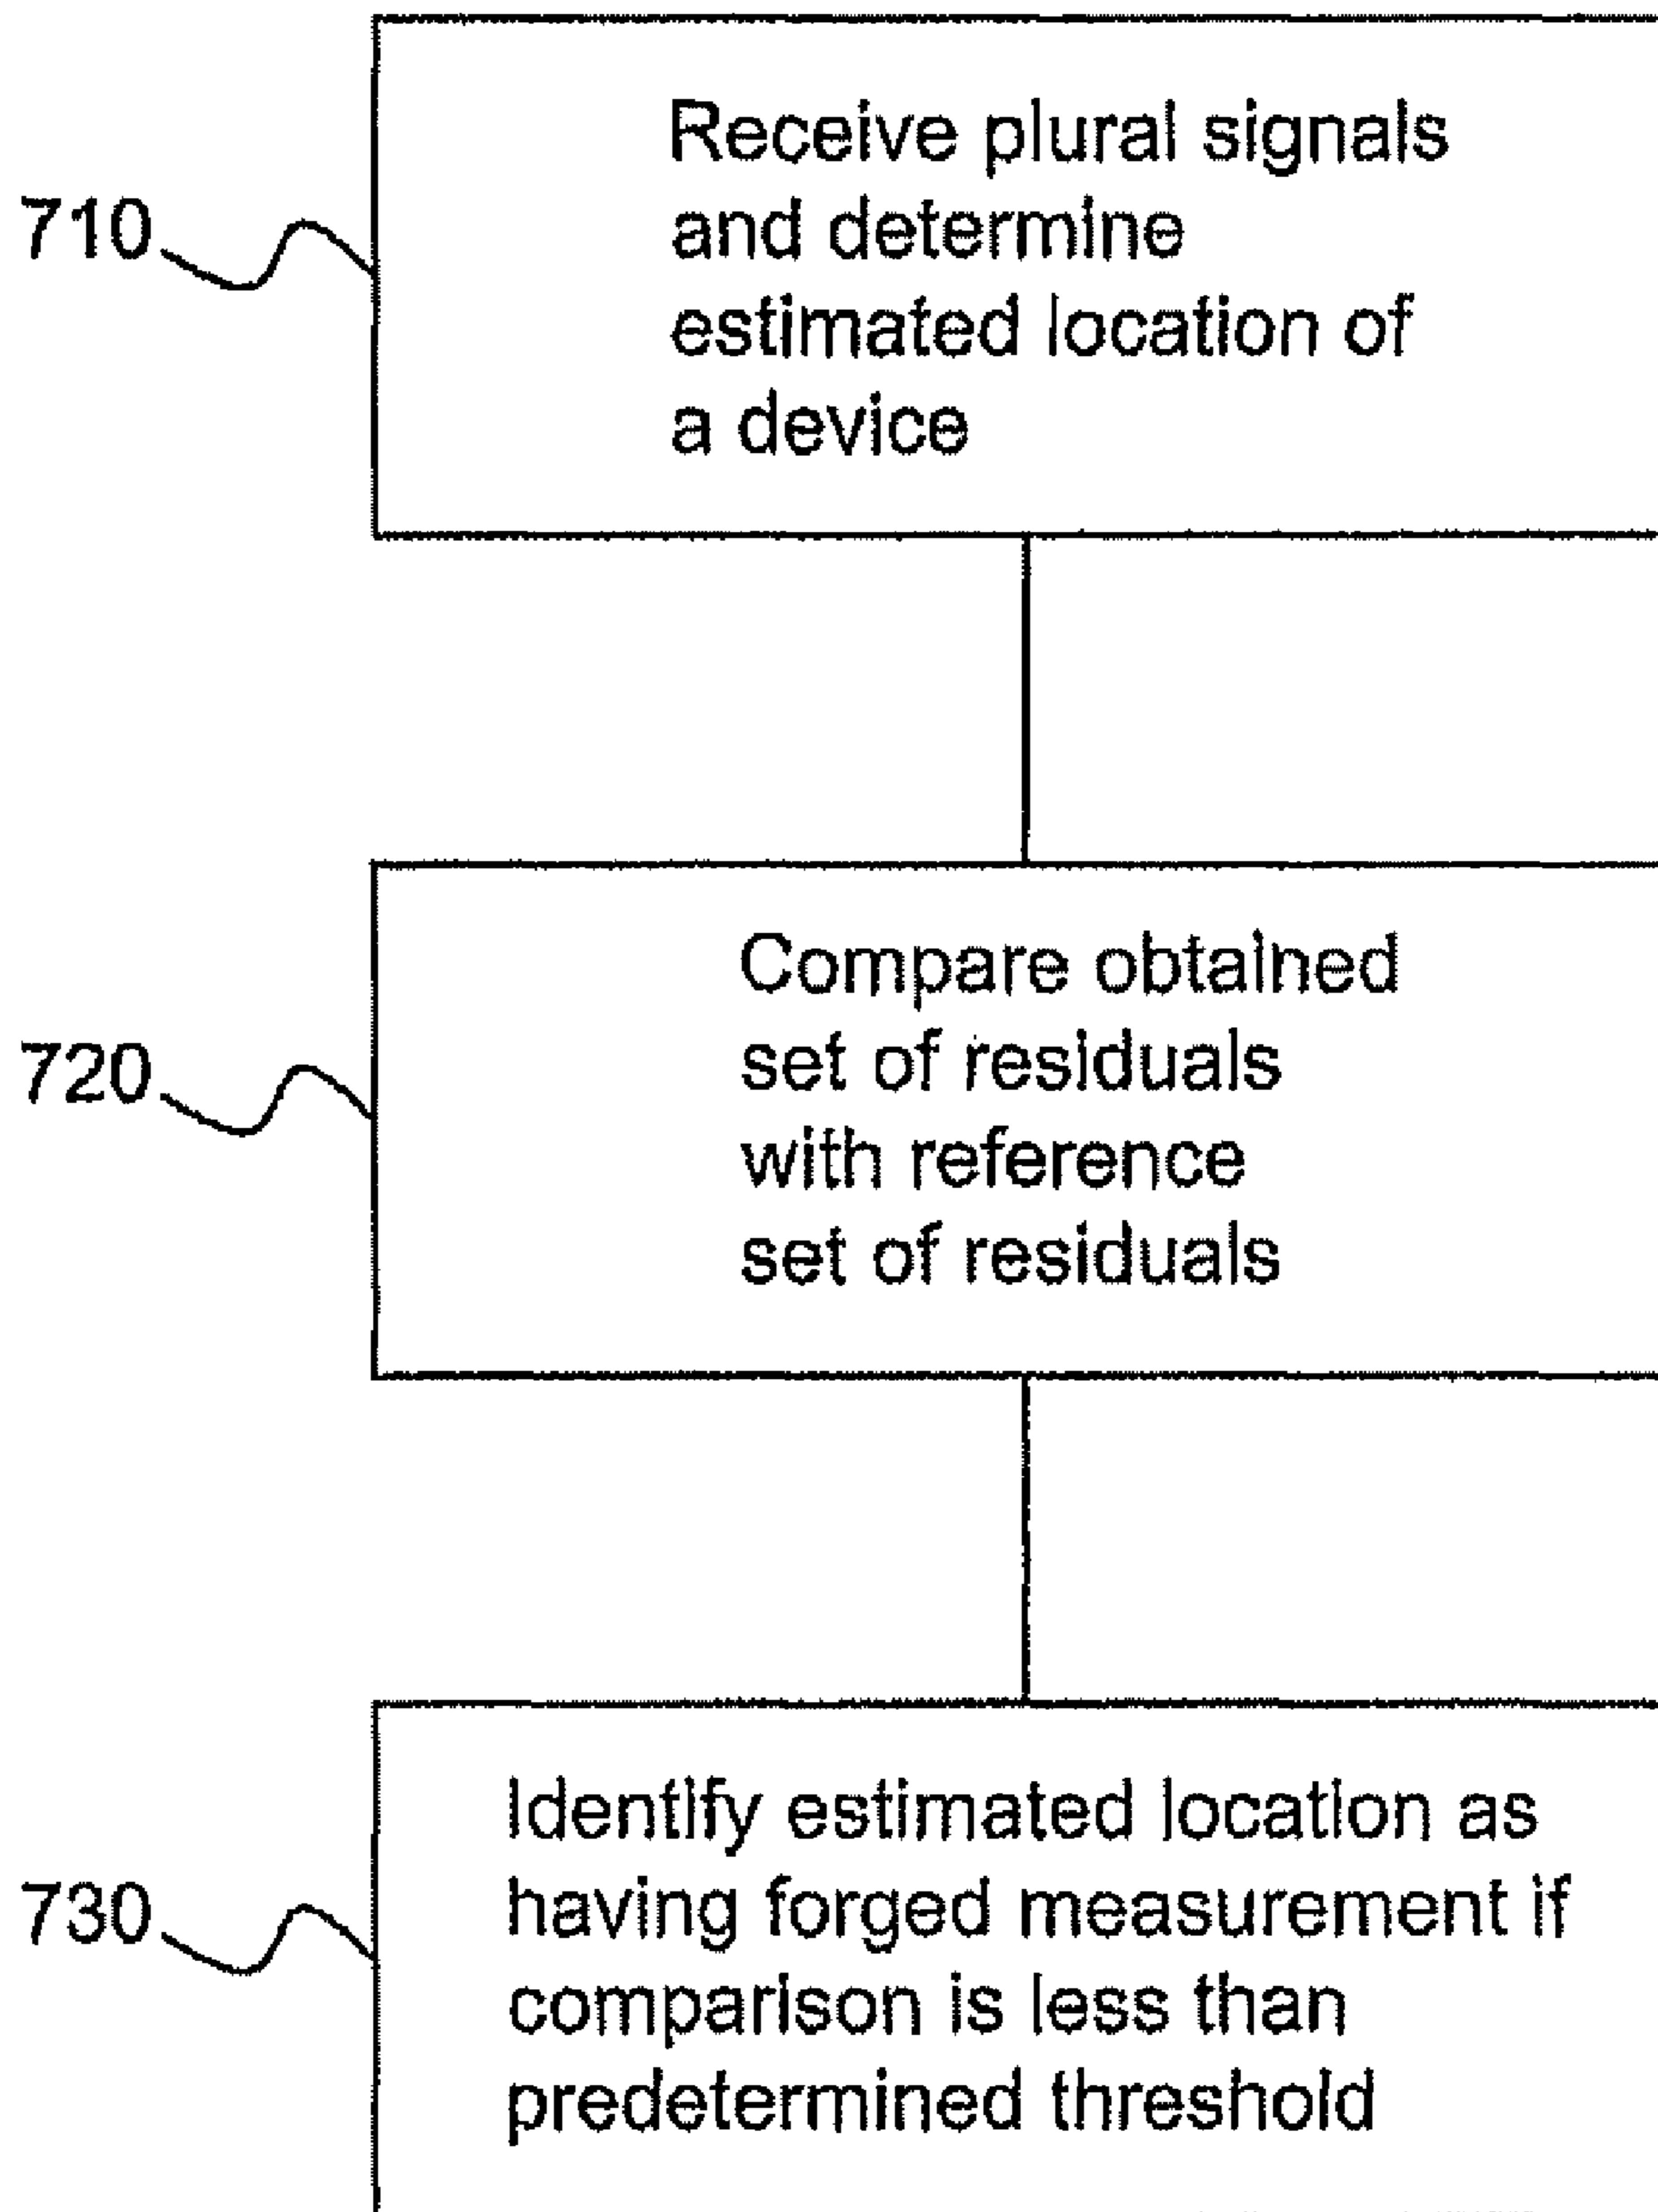 Receive plural signals
and determine
estimated location of
a device
710
Compare obtained
set of residuals
with reference
set of residuals
720
Identify estimated location as
having forged measurement if
comparison is less than
predetermined threshold
730